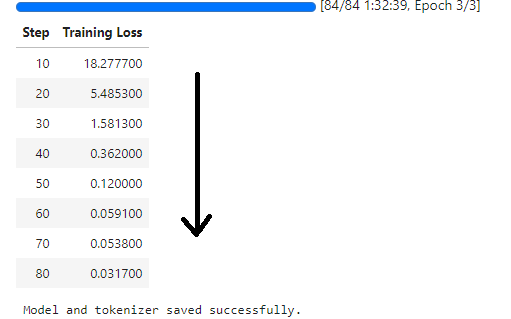 [84/84 1:32:39, Epoch 3/3]
Step Training Loss
10 18.277700
20 5.485300
30 1.581300
40 0.362000
50 0.120000
60 0.059100
70 0.053800
80 0.031700
Model and tokenizer saved successfully.